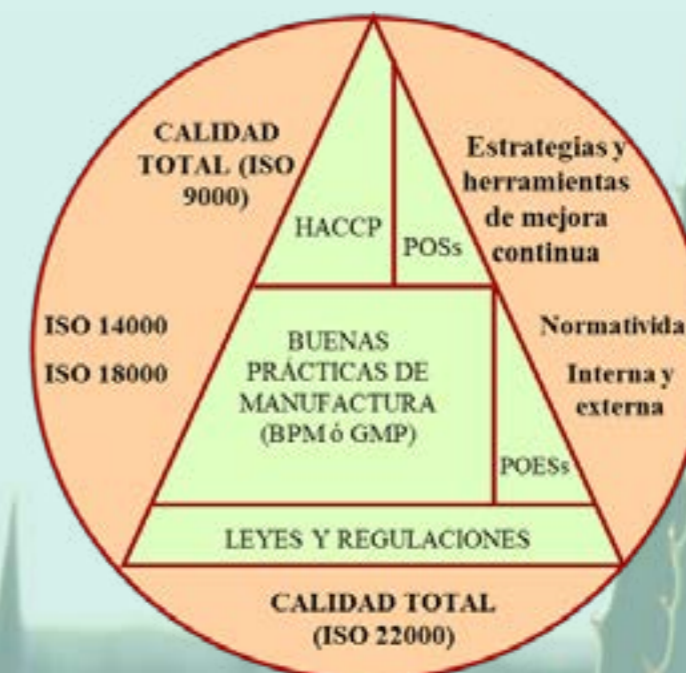 CALIDAD
TOTAL (ISO
9000)
Estrategias y
herramientas
de mejora
continua
HACCP
POSs
ISO 14000
ISO 18000
BUENAS
PRÁCTICAS DE
MANUFACTURA
(BPM ó GMP)
Normativida
Interna y
externa
POESs
LEYES Y REGULACIONES
CALIDAD TOTAL
(ISO 22000)